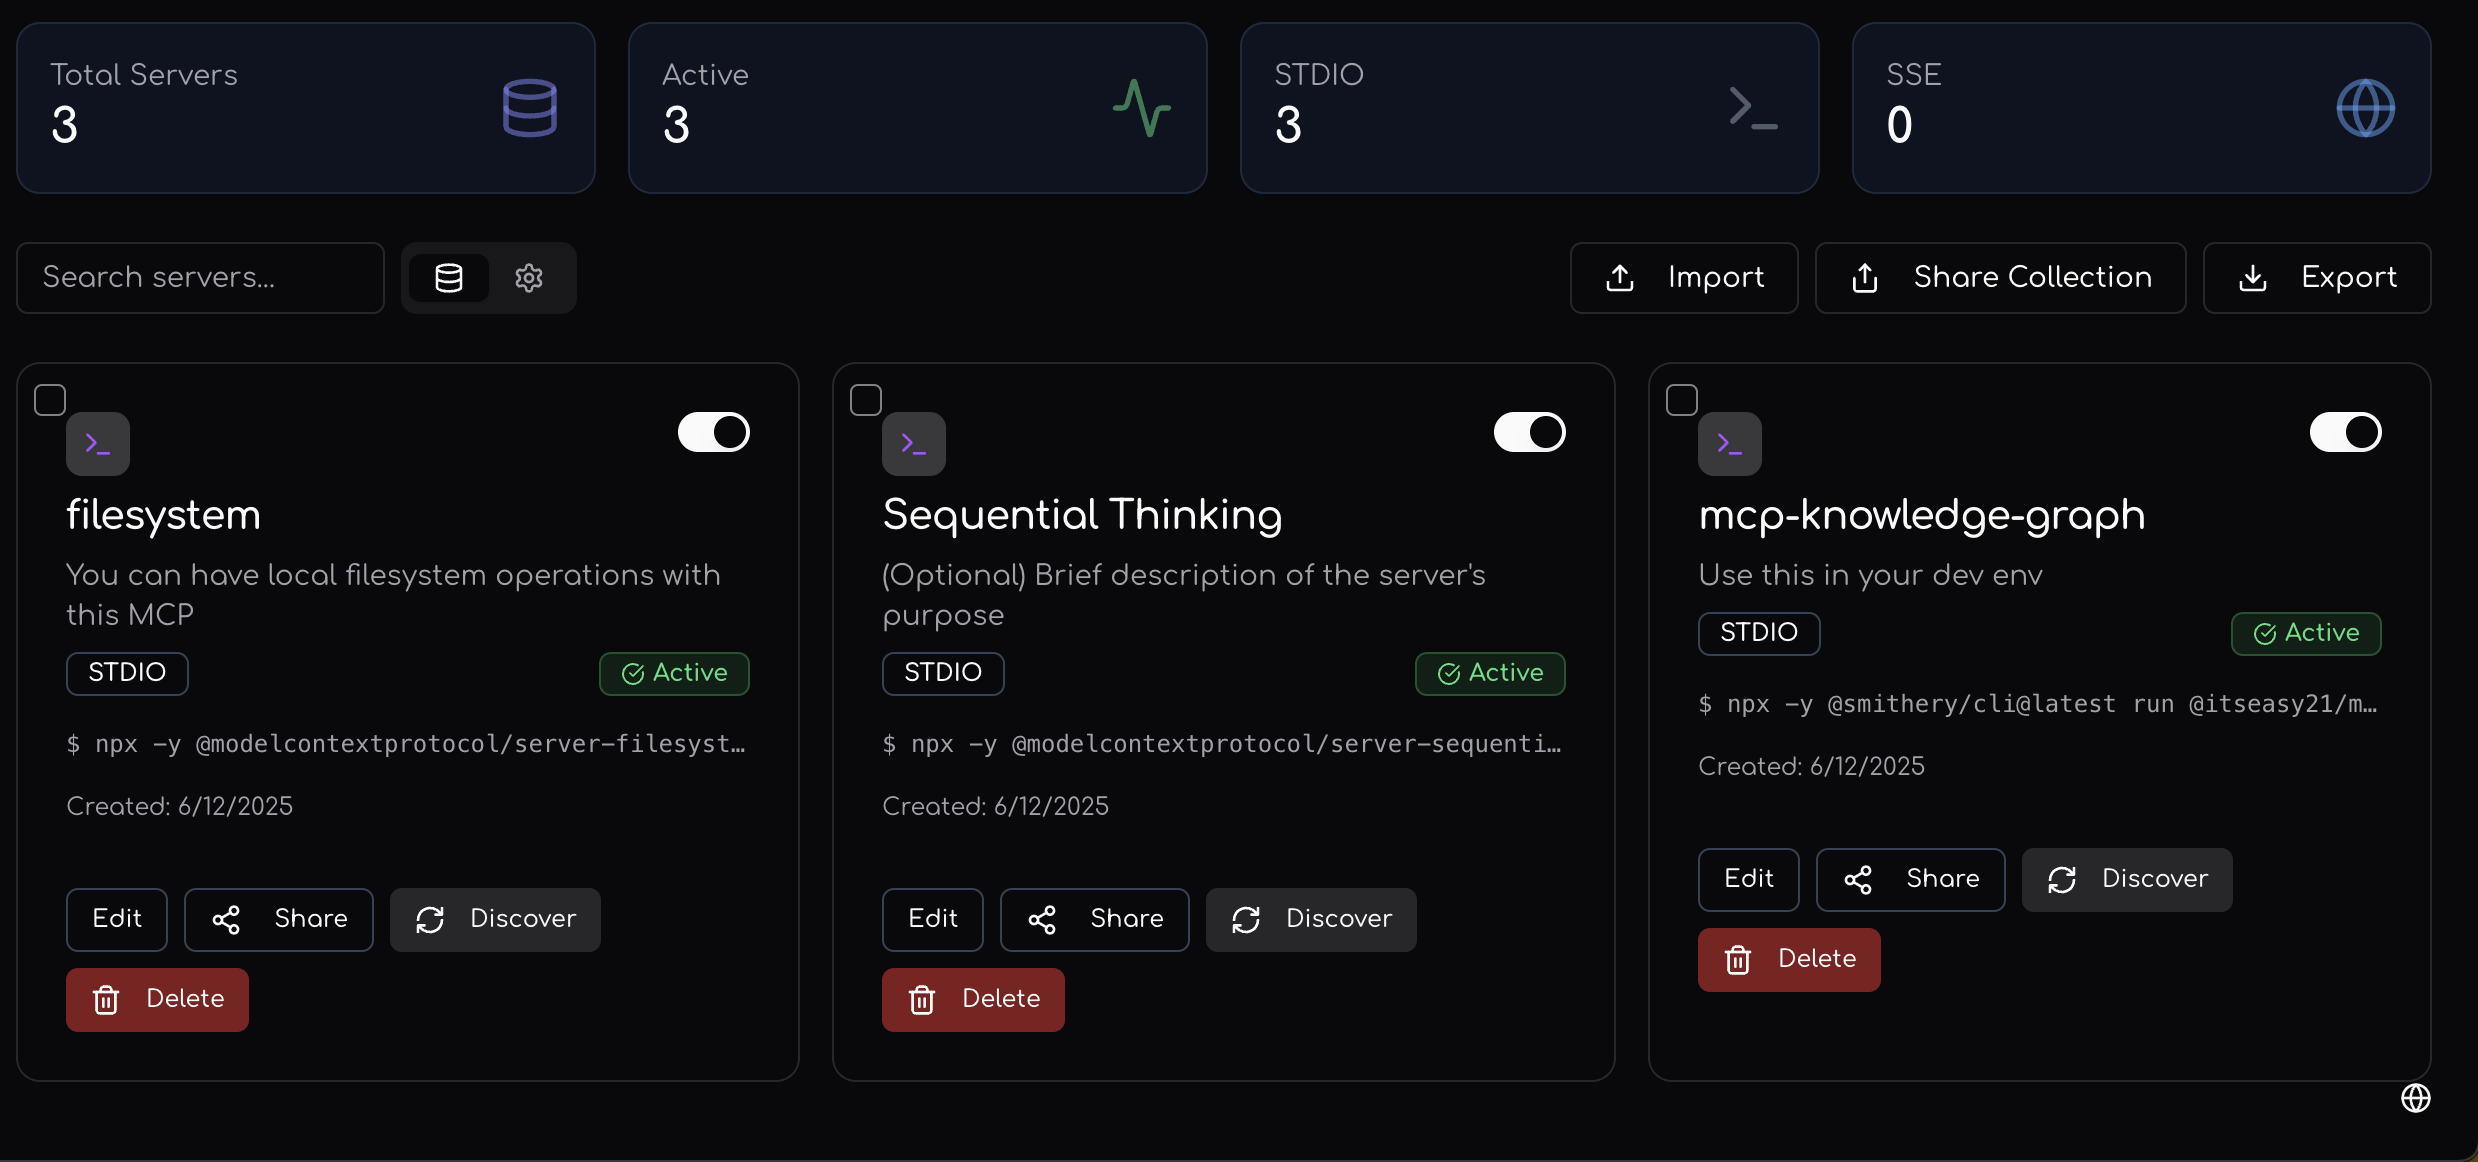 Total Servers
3
Active
3
STDIO
3
SSE
0
Search servers...
Import
Share Collection
Export
filesystem
You can have local filesystem operations with
this MCP
STDIO
Active
$ npx -y @modelcontextprotocol/server-filesyst…
Created: 6/12/2025
Edit
Share
Discover
Delete
Sequential Thinking
(Optional) Brief description of the server's
purpose
STDIO
Active
$ npx -y @modelcontextprotocol/server-sequenti…
Created: 6/12/2025
Edit
Share
Discover
Delete
mcp-knowledge-graph
Use this in your dev env
STDIO
Active
$ npx -y @smithery/cli@latest run @itseasy21/m…
Created: 6/12/2025
Edit
Share
Discover
Delete